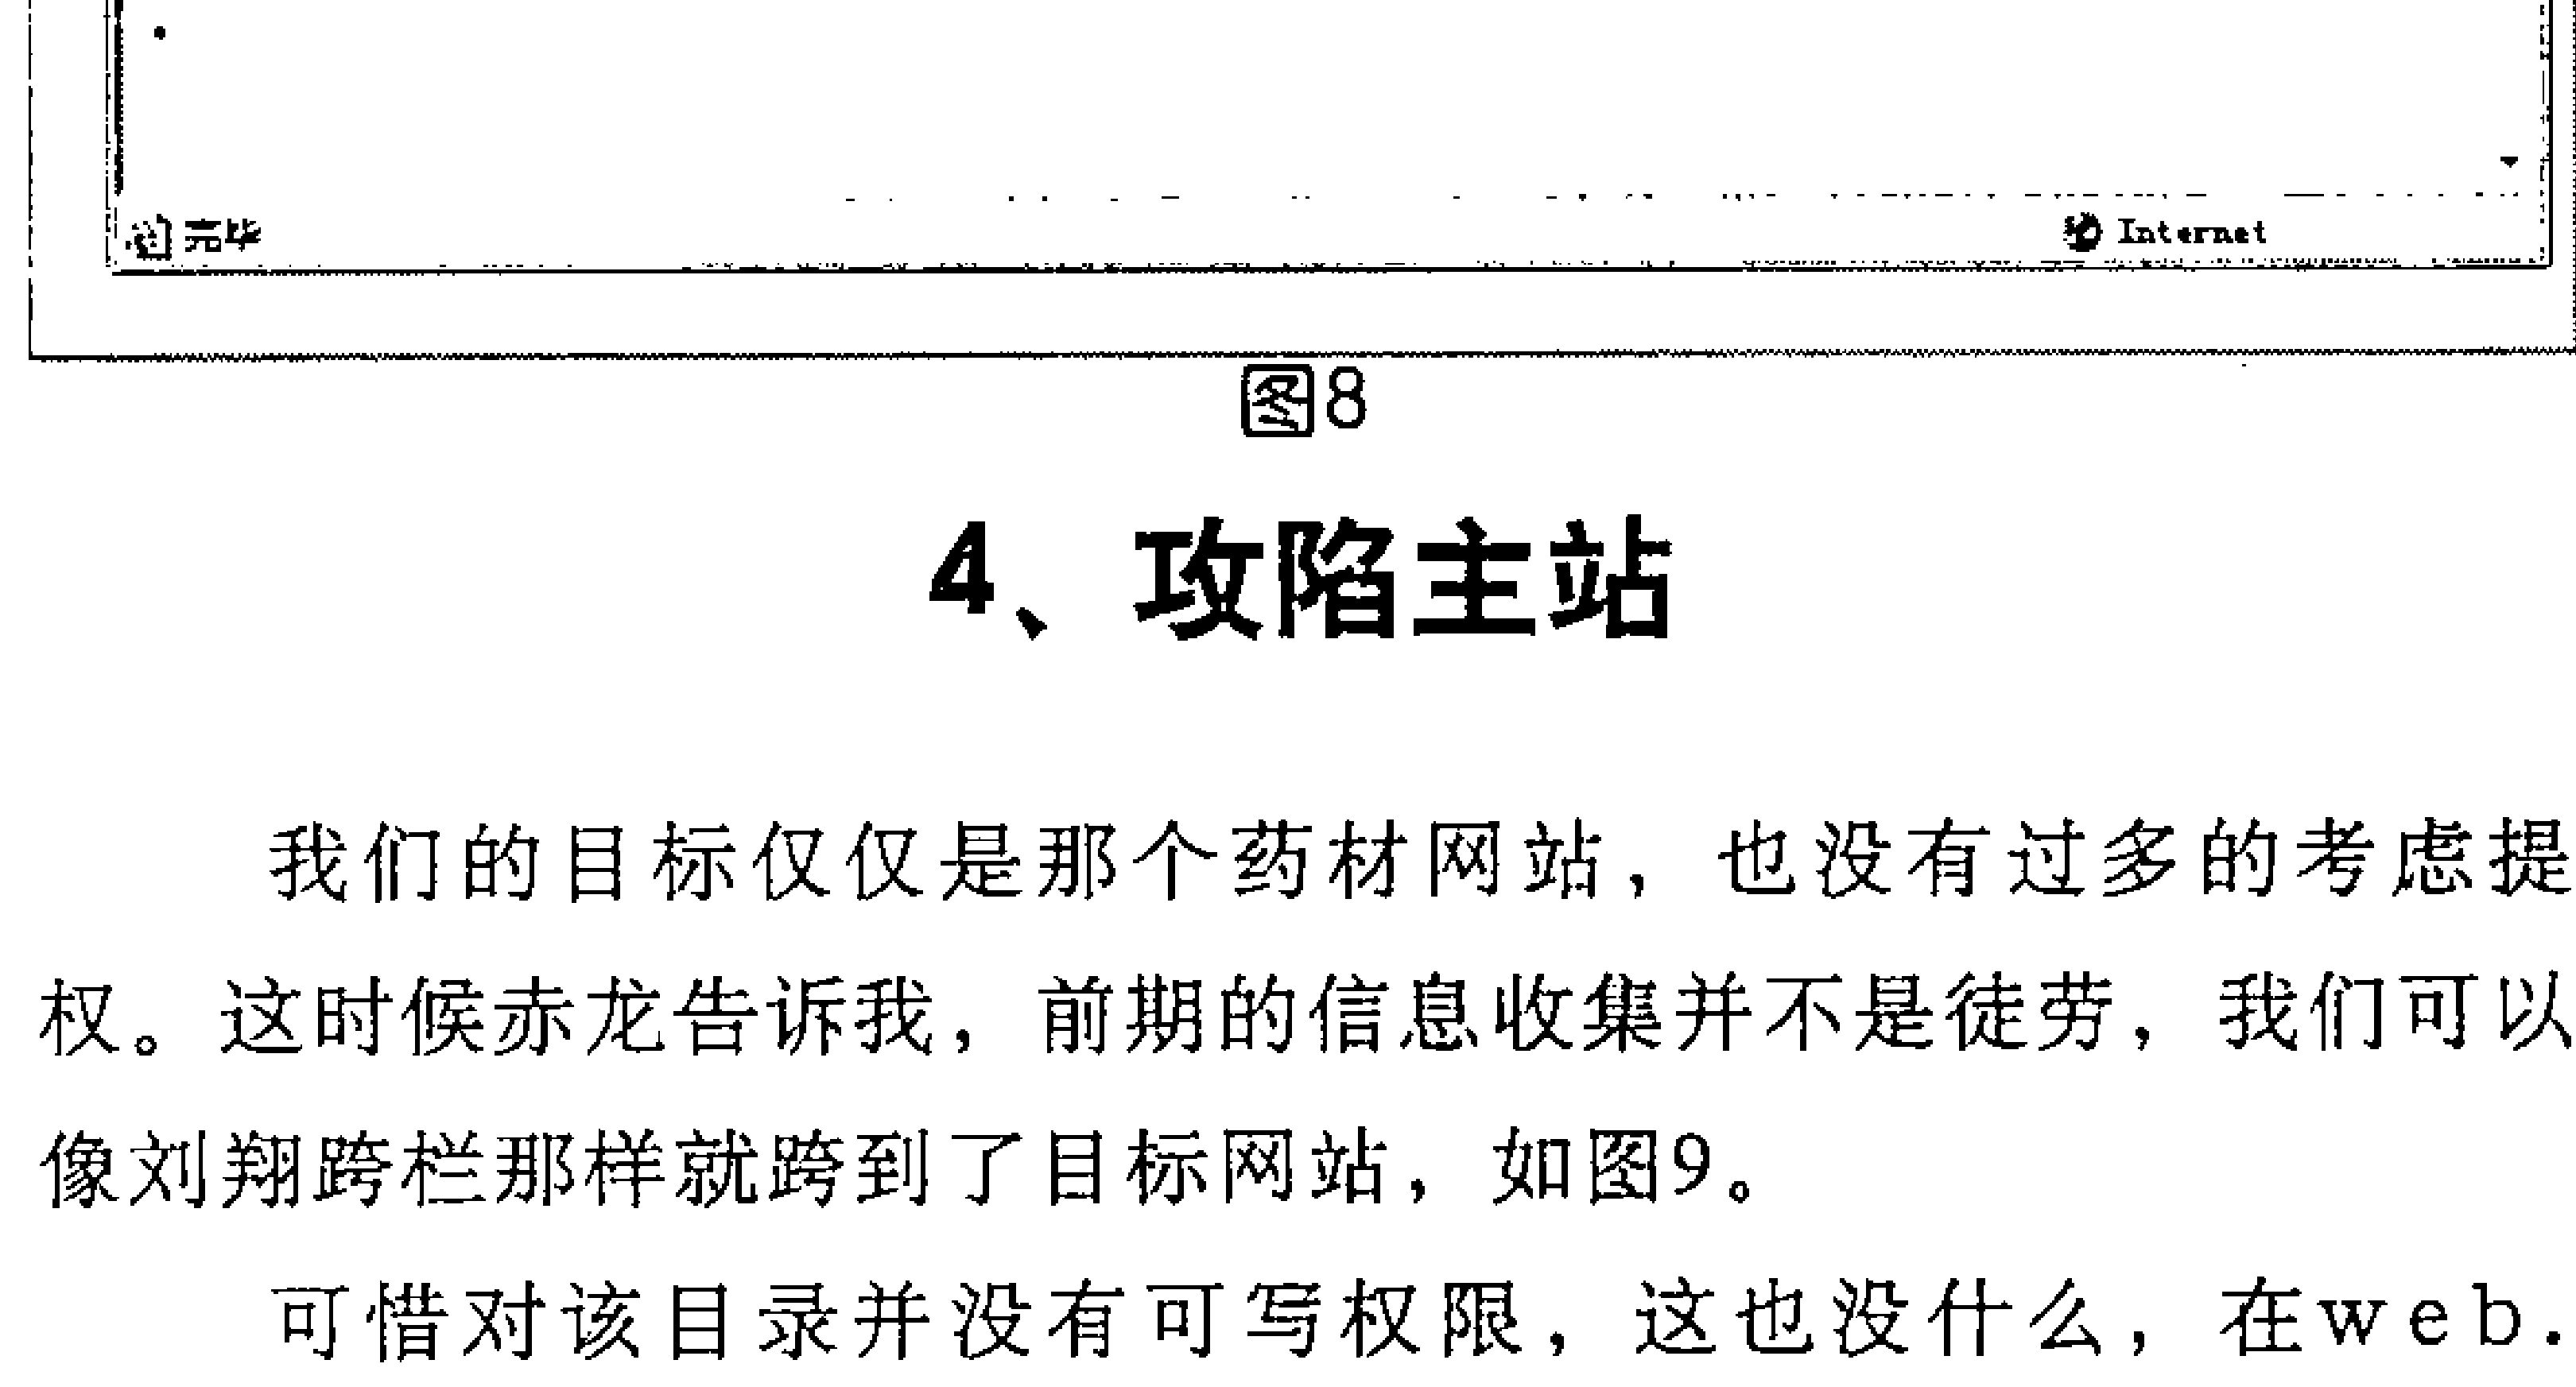 完毕 Internet
图8
4、攻陷主站
我们的目标仅仅是那个药材网站，也没有过多的考虑提
权。这时候赤龙告诉我，前期的信息收集并不是徒劳，我们可以
像刘翔跨栏那样就跨到了目标网站，如图9。
可惜对该目录并没有可写权限，这也没什么，在web.